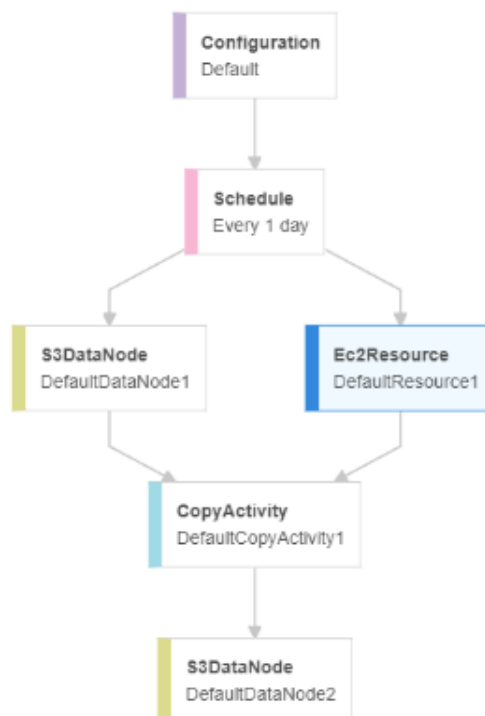 Configuration
Default
Schedule
Every 1 day
S3DataNode
DefaultDataNode1
Ec2Resource
DefaultResource1
CopyActivity
DefaultCopyActivity1
S3DataNode
DefaultDataNode2